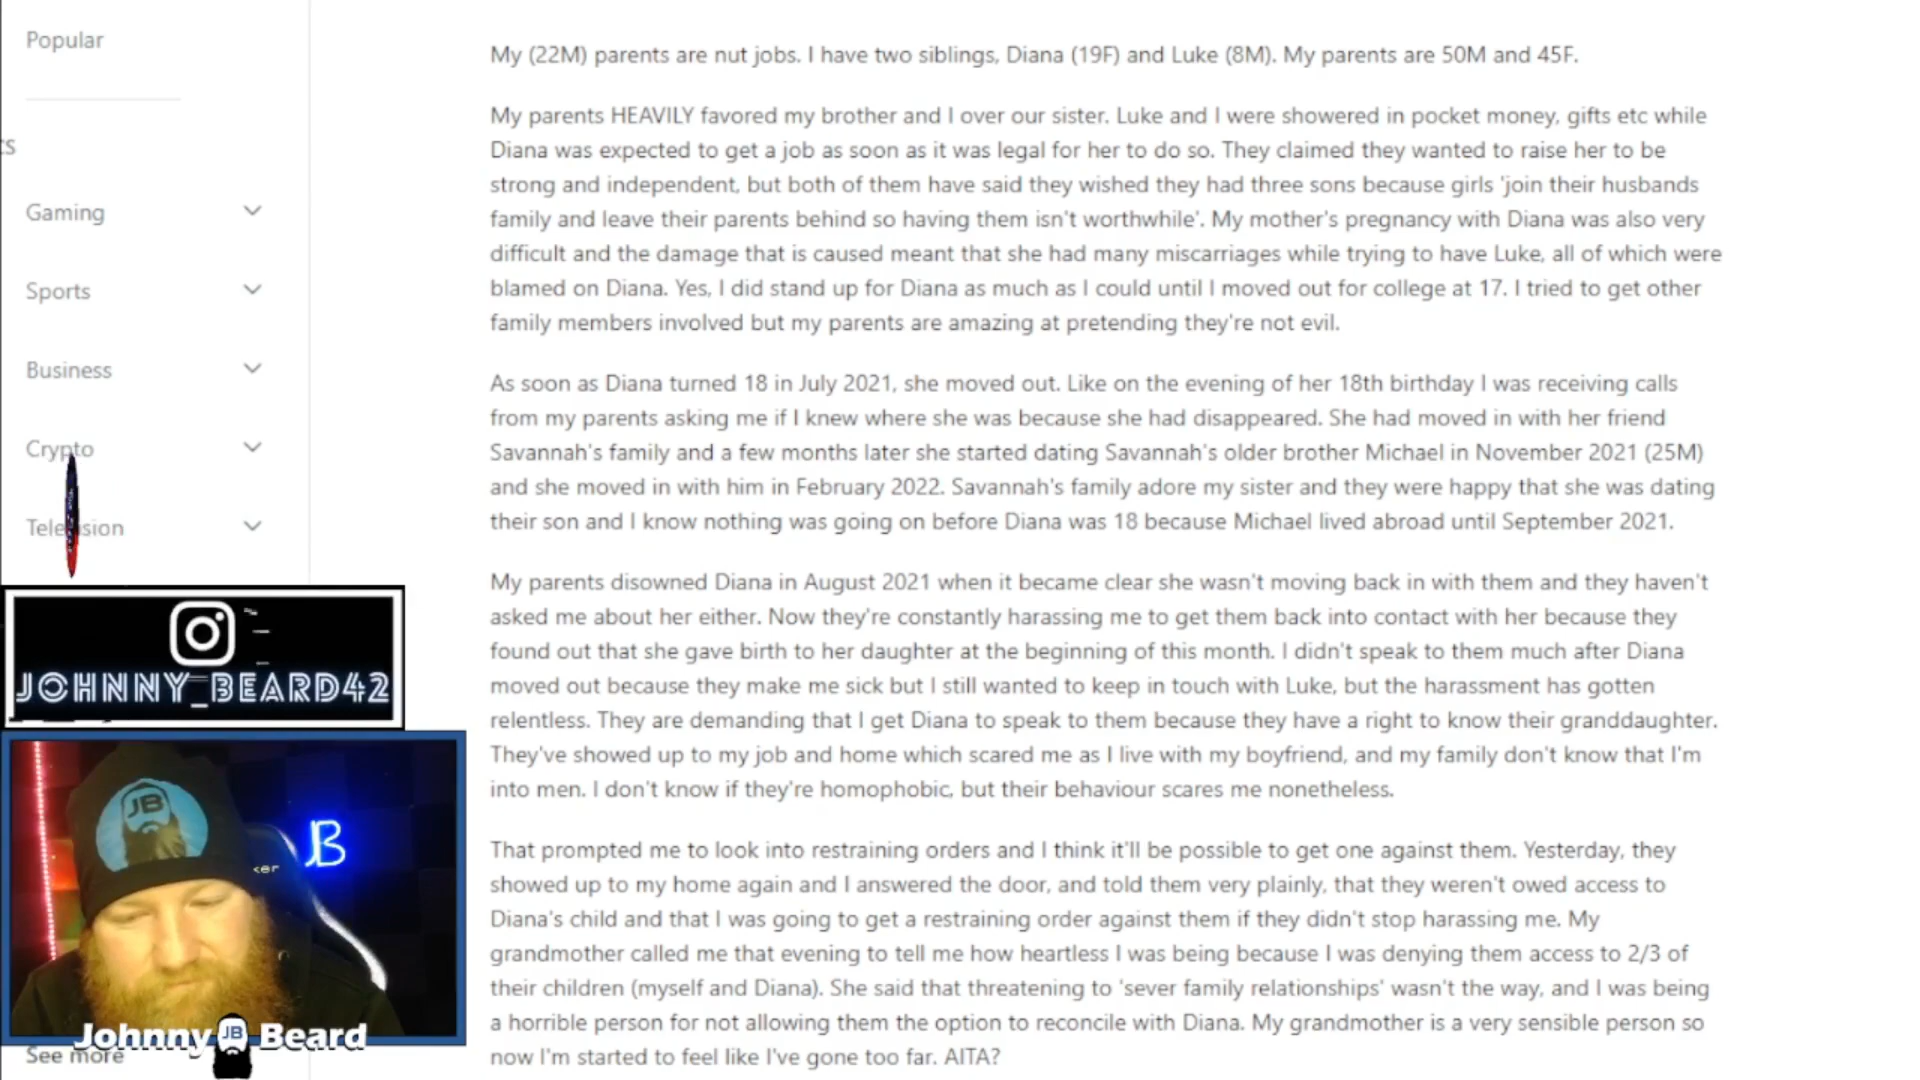 Popular
cs
Gaming
Sports
Business
Crypto
Television
See more
My (22M) parents are nut jobs. I have two siblings, Diana (19F) and Luke (8M). My parents are 50M and 45F.
My parents HEAVILY favored my brother and I over our sister. Luke and I were showered in pocket money, gifts etc while
Diana was expected to get a job as soon as it was legal for her to do so. They claimed they wanted to raise her to be
strong and independent, but both of them have said they wished they had three sons because girls 'join their husbands
family and leave their parents behind so having them isn't worthwhile'. My mother's pregnancy with Diana was also very
difficult and the damage that is caused meant that she had many miscarriages while trying to have Luke, all of which were
blamed on Diana. Yes, I did stand up for Diana as much as I could until I moved out for college at 17. I tried to get other
family members involved but my parents are amazing at pretending they're not evil.
As soon as Diana turned 18 in July 2021, she moved out. Like on the evening of her 18th birthday I was receiving calls
from my parents asking me if I knew where she was because she had disappeared. She had moved in with her friend
Savannah's family and a few months later she started dating Savannah's older brother Michael in November 2021 (25M)
and she moved in with him in February 2022. Savannah's family adore my sister and they were happy that she was dating
their son and I know nothing was going on before Diana was 18 because Michael lived abroad until September 2021.
My parents disowned Diana in August 2021 when it became clear she wasn't moving back in with them and they haven't
asked me about her either. Now they're constantly harassing me to get them back into contact with her because they
found out that she gave birth to her daughter at the beginning of this month. I didn't speak to them much after Diana
moved out because they make me sick but I still wanted to keep in touch with Luke, but the harassment has gotten
relentless. They are demanding that I get Diana to speak to them because they have a right to know their granddaughter.
They've showed up to my job and home which scared me as I live with my boyfriend, and my family don't know that I'm
into men. I don't know if they're homophobic, but their behaviour scares me nonetheless.
That prompted me to look into restraining orders and I think it'll be possible to get one against them. Yesterday, they
showed up to my home again and I answered the door, and told them very plainly, that they weren't owed access to
Diana's child and that I was going to get a restraining order against them if they didn't stop harassing me. My
grandmother called me that evening to tell me how heartless I was being because I was denying them access to 2/3 of
their children (myself and Diana). She said that threatening to 'sever family relationships' wasn't the way, and I was being
a horrible person for not allowing them the option to reconcile with Diana. My grandmother is a very sensible person so
now I'm started to feel like I've gone too far. AITA?
JOHNNY_BEARD42
JB
JB
<er
Johnny JB Beard